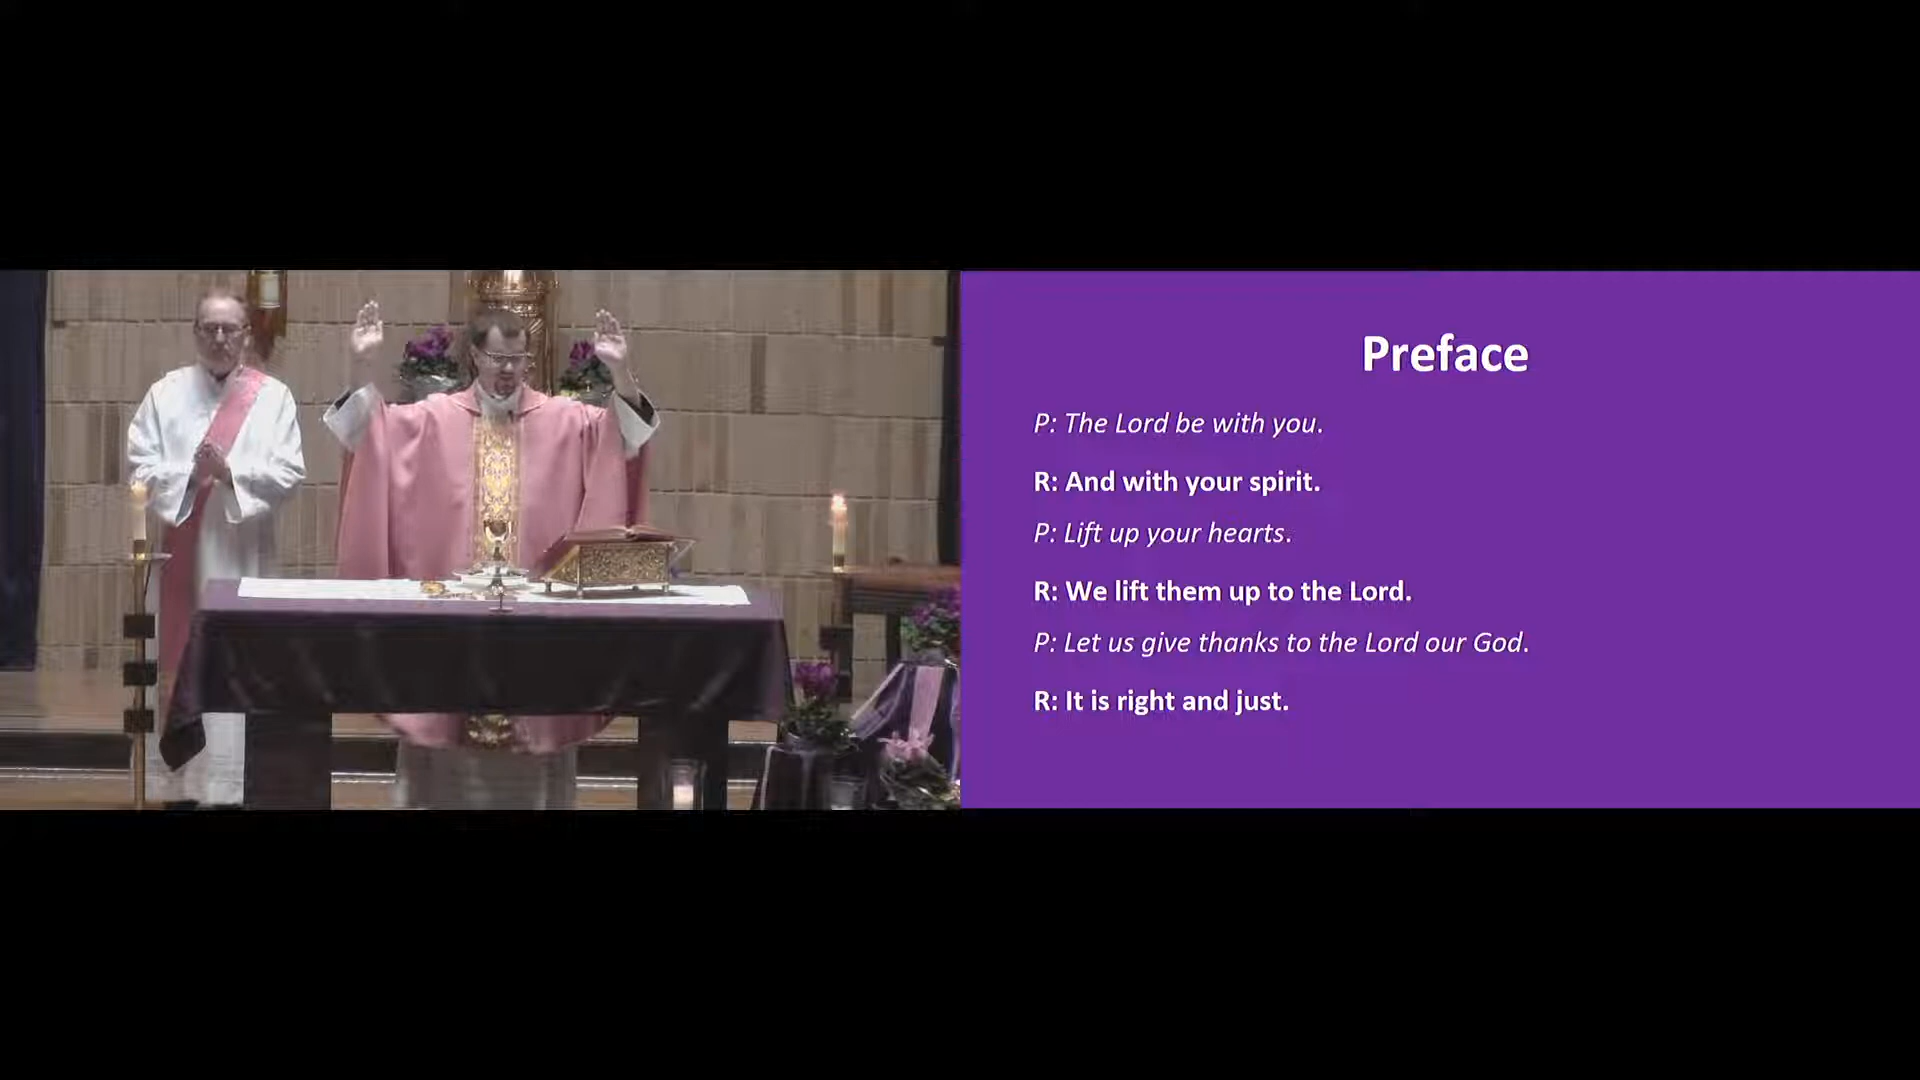 Preface
P: The Lord be with you.
R: And with your spirit.
P: Lift up your hearts.
R: We lift them up to the Lord.
P: Let us give thanks to the Lord our God.
R: It is right and just.